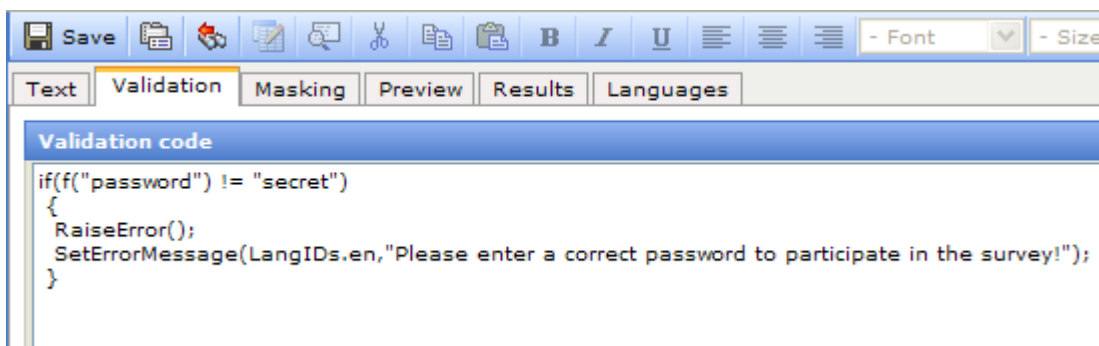 Save B I U - Font - Size
Text Validation Masking Preview Results Languages
Validation code
if(f("password") != "secret")
{
RaiseError();
SetErrorMessage(LangIDs.en,"Please enter a correct password to participate in the survey!");
}